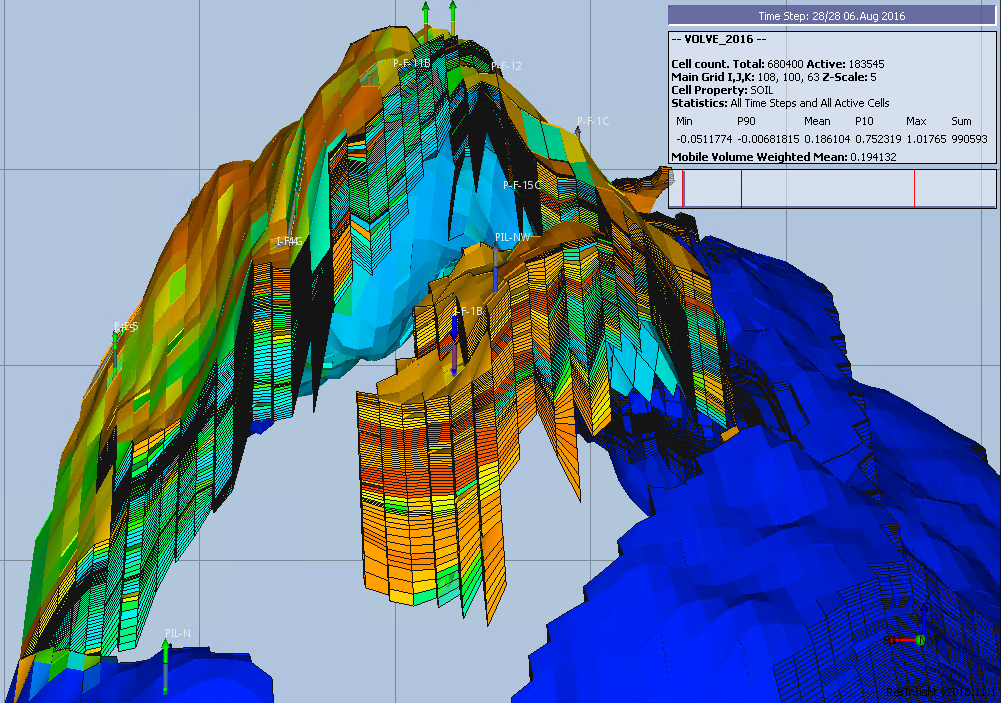 Time Step: 28/28 06.Aug 2016
-- VOLVE_2016 --
Cell count. Total: 680400 Active: 183545
Main Grid I,J,K: 108, 100, 63 Z-Scale: 5
Cell Property: SOIL
Statistics: All Time Steps and All Active Cells
Min P90 Mean P10 Max Sum
-0.0511774 -0.00681815 0.186104 0.752319 1.01765 990593
Mobile Volume Weighted Mean: 0.194132
P-F-11B
P-F-12
P-F-1C
P-F-15C
PIL-NW
I-F-1B
PIL-N